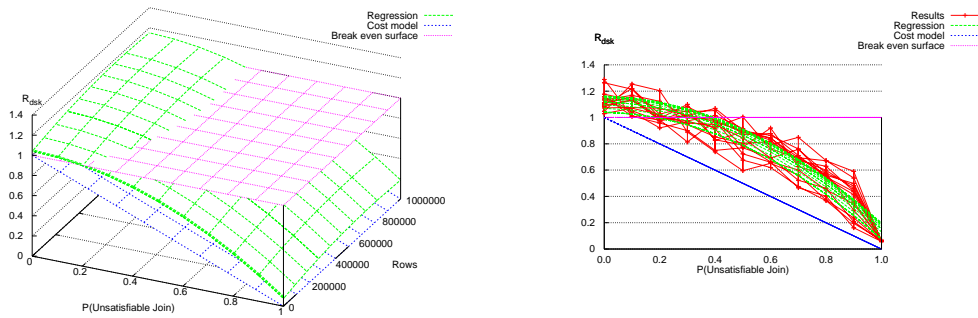 Regression
Cost model
Break even surface
R_dsk
1.4
1.2
1
0.8
0.6
0.4
0.2
0
0
0.2
0.4
0.6
0.8
1
P(Unsatisfiable Join)
0
200000
400000
600000
800000
1000000
Rows
Results
Regression
Cost model
Break even surface
R_dsk
1.4
1.2
1
0.8
0.6
0.4
0.2
0
0.0 0.2 0.4 0.6 0.8 1.0
P(Unsatisfiable Join)